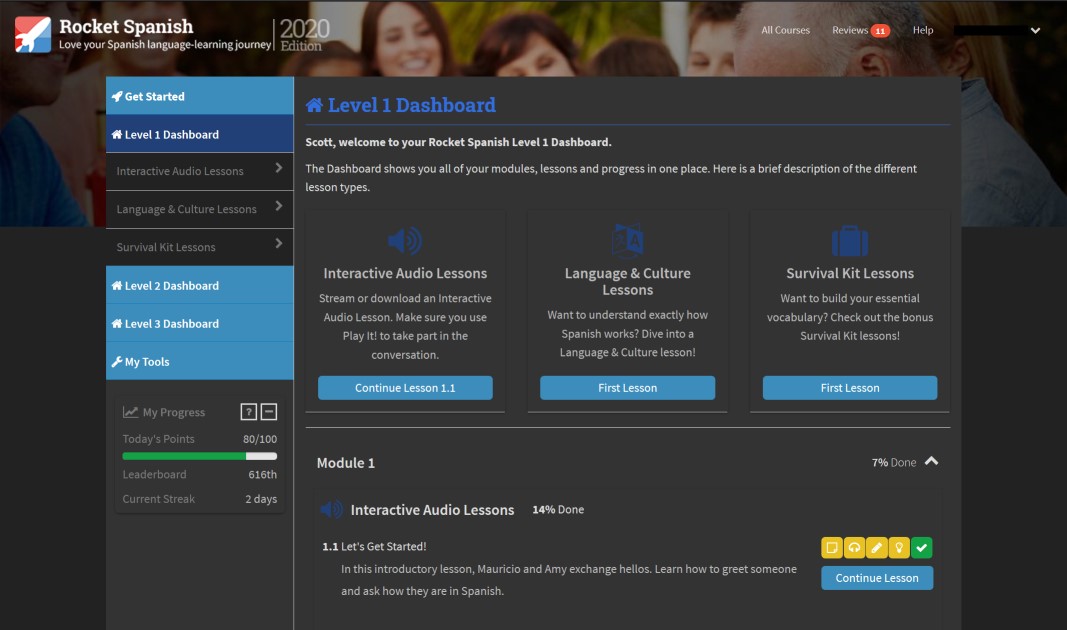 Rocket Spanish
Love your Spanish language-learning journey
2020
Edition
All Courses
Reviews 11
Help
Get Started
Level 1 Dashboard
Interactive Audio Lessons
Language & Culture Lessons
Survival Kit Lessons
Level 2 Dashboard
Level 3 Dashboard
My Tools
My Progress ?
Today's Points 80/100
Leaderboard 616th
Current Streak 2 days
Level 1 Dashboard
Scott, welcome to your Rocket Spanish Level 1 Dashboard.
The Dashboard shows you all of your modules, lessons and progress in one place. Here is a brief description of the different
lesson types.
Interactive Audio Lessons
Stream or download an Interactive
Audio Lesson. Make sure you use
Play It! to take part in the
conversation.
Continue Lesson 1.1
A
Language & Culture
Lessons
Want to understand exactly how
Spanish works? Dive into a
Language & Culture lesson!
First Lesson
Survival Kit Lessons
Want to build your essential
vocabulary? Check out the bonus
Survival Kit lessons!
First Lesson
Module 1
7% Done
Interactive Audio Lessons 14% Done
1.1 Let's Get Started!
In this introductory lesson, Mauricio and Amy exchange hellos. Learn how to greet someone
and ask how they are in Spanish.
Continue Lesson